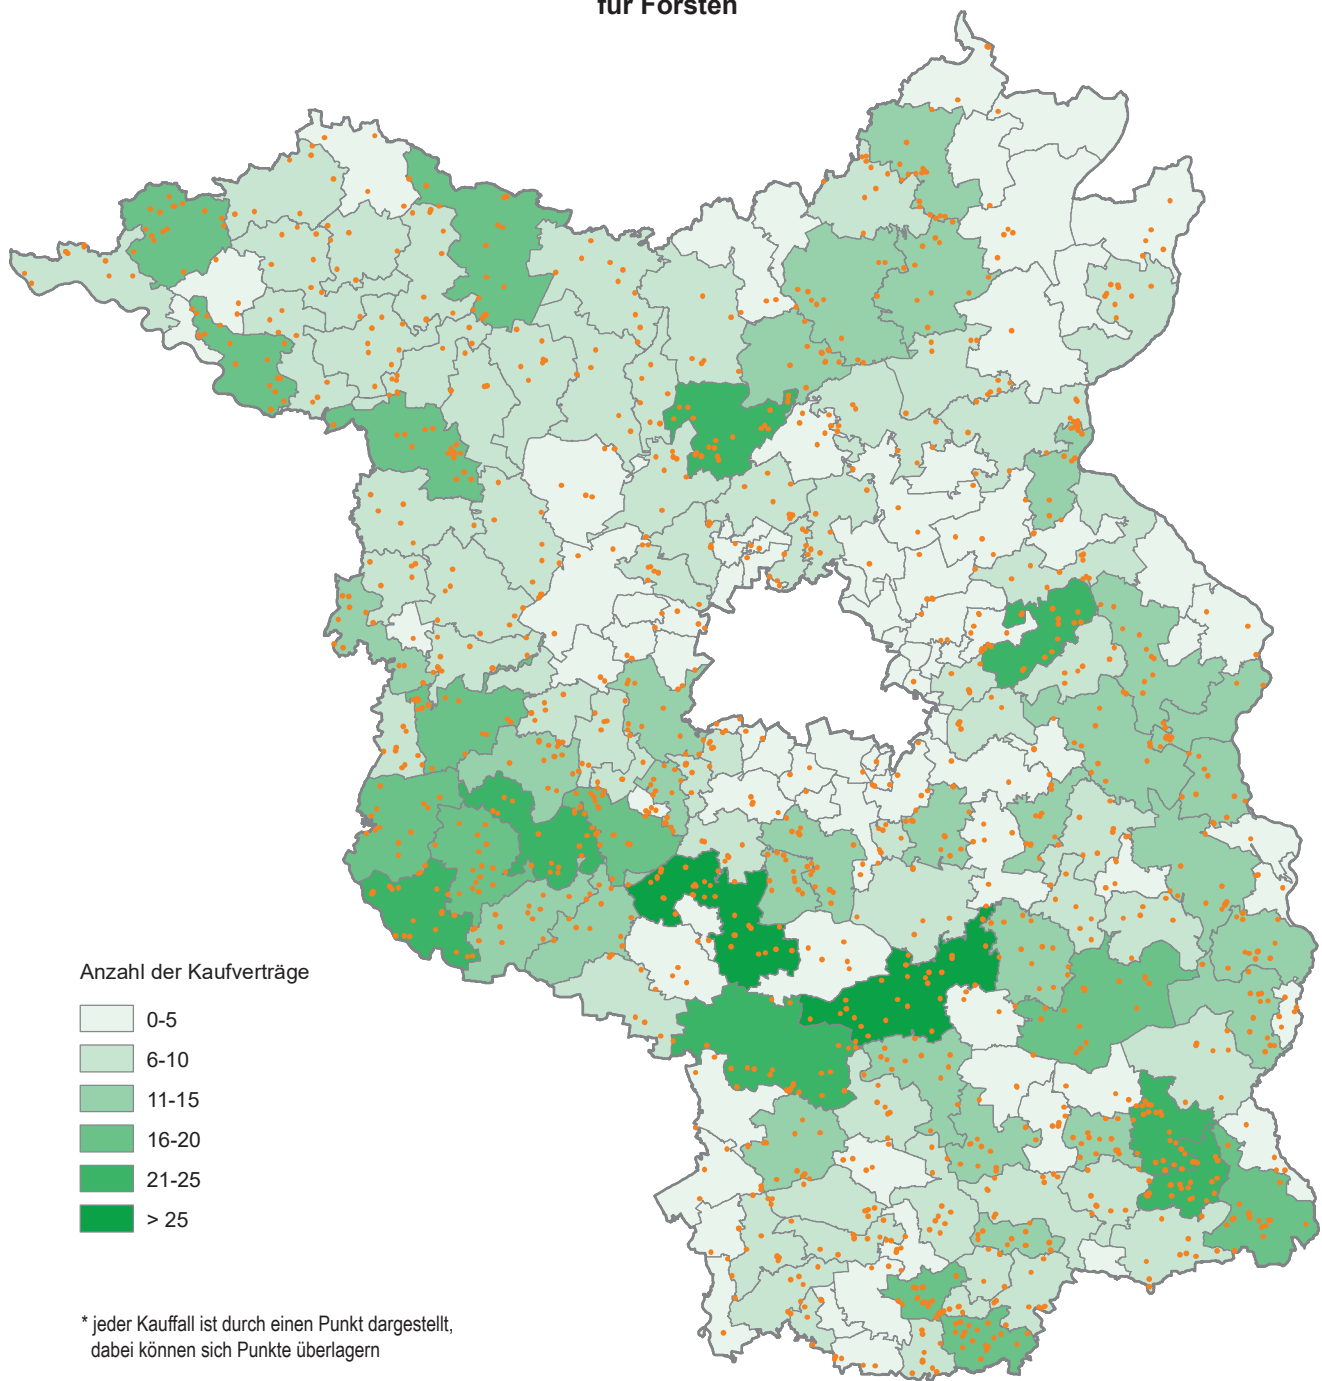 für Forsten
Anzahl der Kaufverträge
0-5
6-10
11-15
16-20
21-25
> 25
* jeder Kauffall ist durch einen Punkt dargestellt,
dabei können sich Punkte überlagern